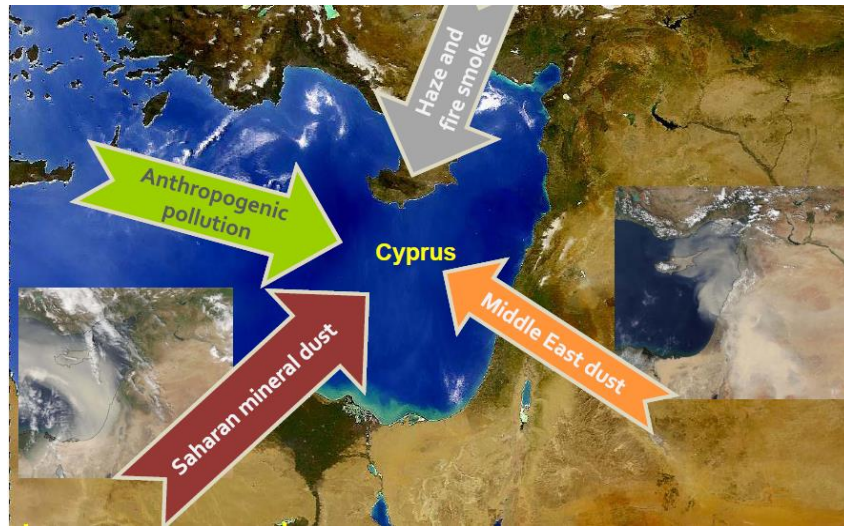 Haze and
fire smoke
Anthropogenic
pollution
Cyprus
Middle East dust
Saharan mineral dust